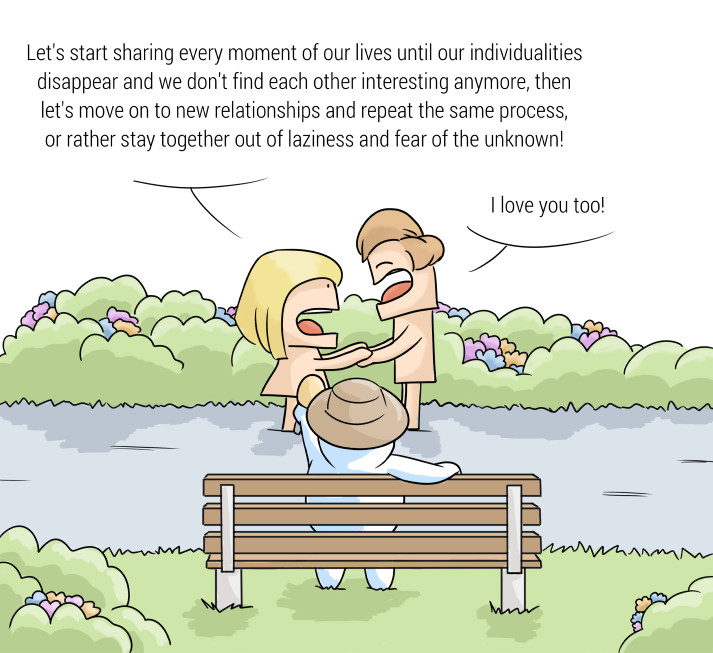 Let's start sharing every moment of our lives until our individualities
disappear and we don't find each other interesting anymore, then
let's move on to new relationships and repeat the same process,
or rather stay together out of laziness and fear of the unknown!
I love you too!